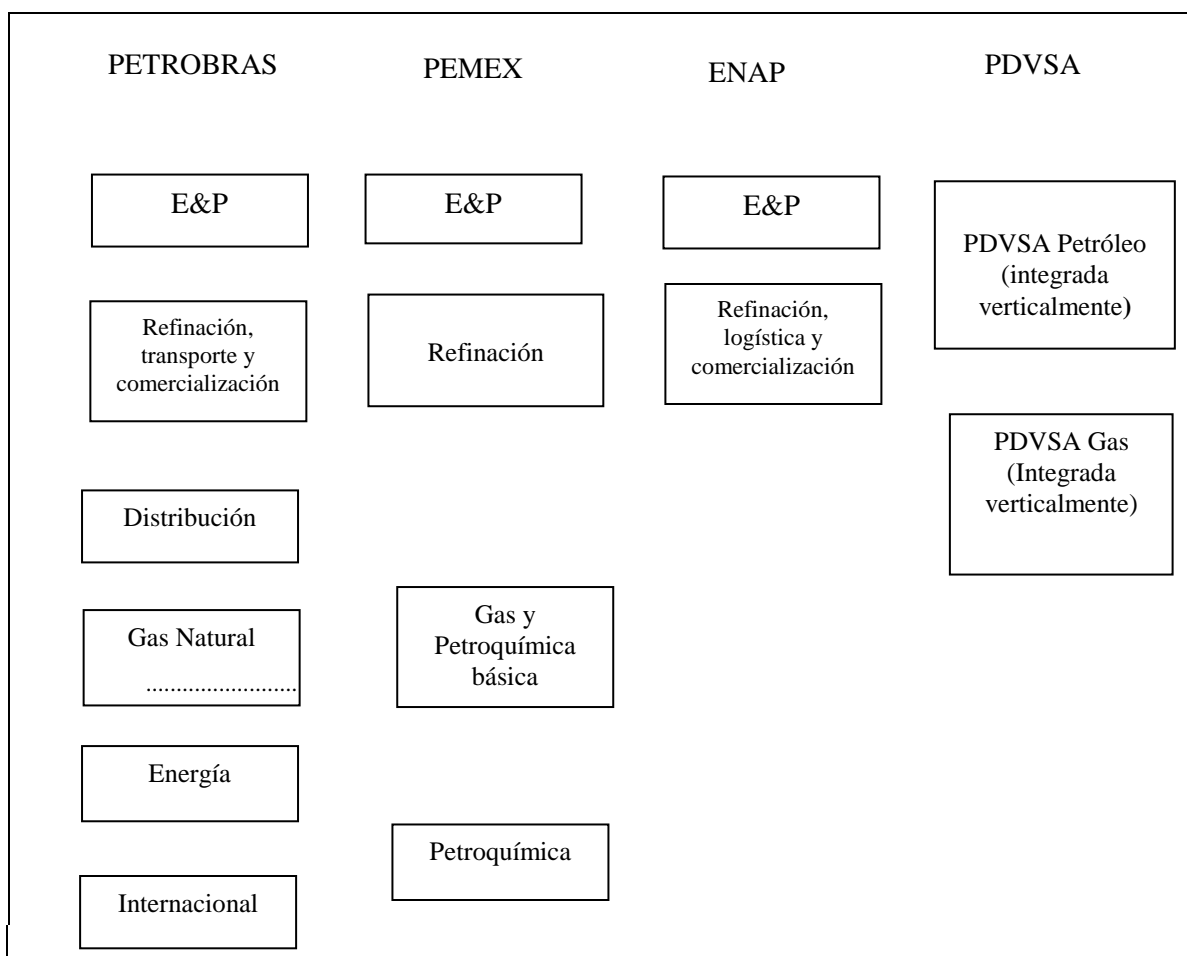 PETROBRAS
PEMEX
ENAP
PDVSA
E&P
E&P
E&P
PDVSA Petróleo
(integrada
verticalmente)
Refinación,
transporte y
comercialización
Refinación
Refinación,
logística y
comercialización
PDVSA Gas
(Integrada
verticalmente)
Distribución
Gas Natural
.........................
Gas y
Petroquímica
básica
Energía
Petroquímica
Internacional